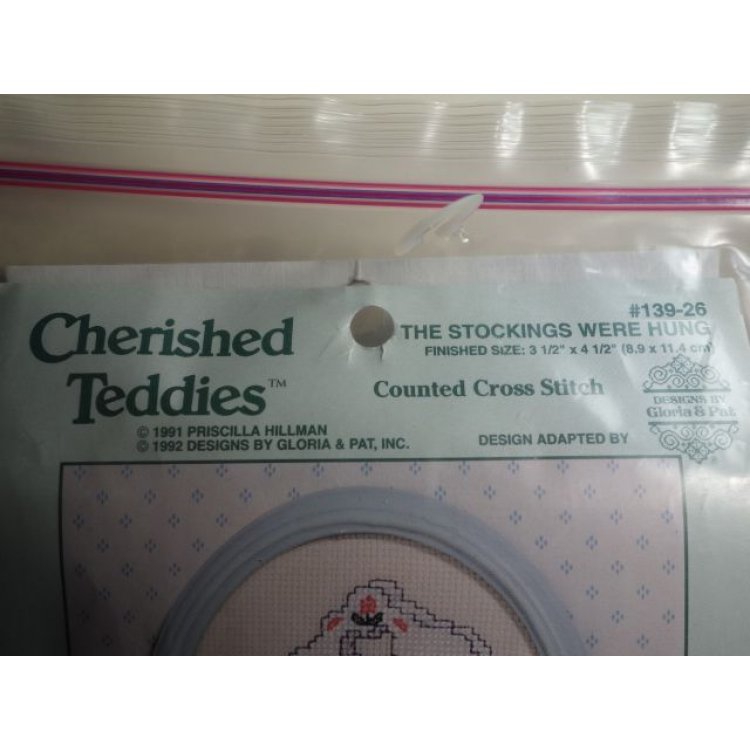 Cherished
Teddies™
© 1991 PRISCILLA HILLMAN
© 1992 DESIGNS BY GLORIA & PAT, INC.
#139-26
THE STOCKINGS WERE HUNG
FINISHED SIZE: 3 1/2" x 4 1/2" (8.9 x 11.4 cm)
Counted Cross Stitch
DESIGN ADAPTED BY
DESIGNS BY
Gloria & Pat